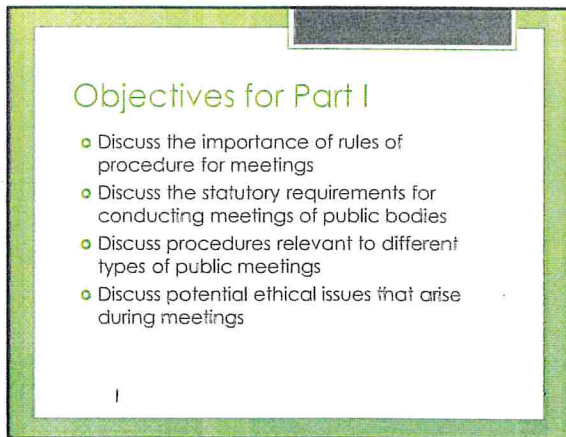 Objectives for Part I
Discuss the importance of rules of
procedure for meetings
Discuss the statutory requirements for
conducting meetings of public bodies
Discuss procedures relevant to different
types of public meetings
Discuss potential ethical issues that arise
during meetings